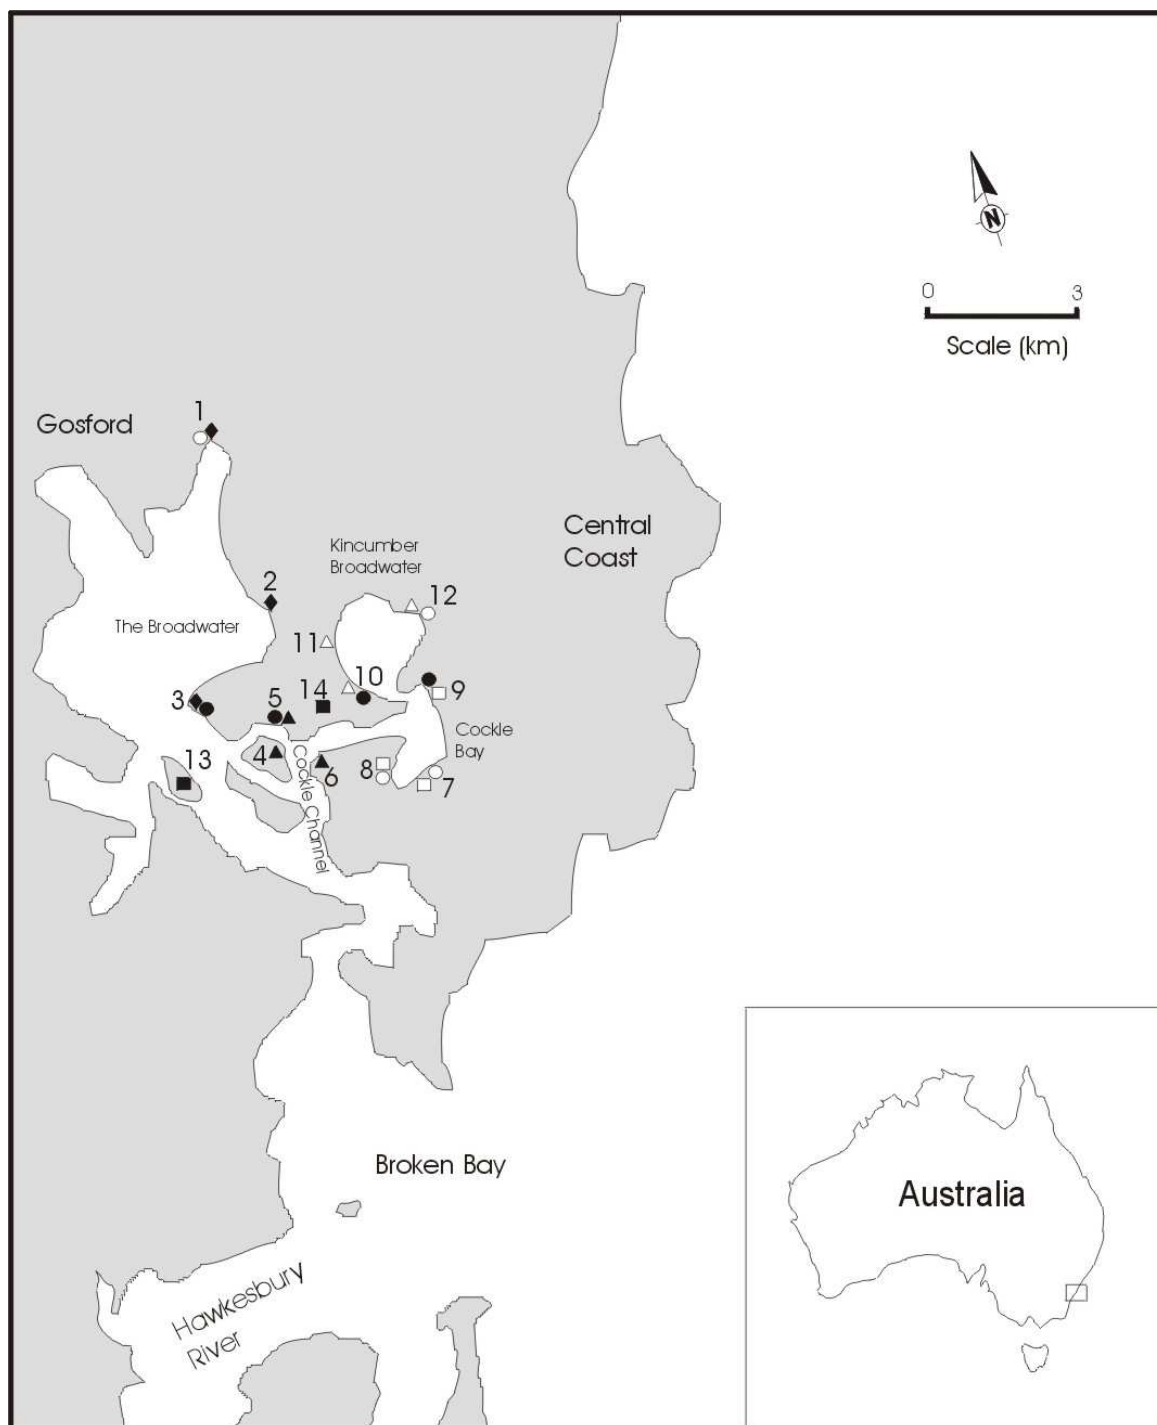 N
0 3
Scale (km)
Gosford
1
Central
Coast
Kincumber
Broadwater
2
12
The Broadwater
11
10
3
5
14
9
Cockle
Bay
4
13
6
8
7
Cockle Channel
Broken Bay
Australia
Hawkesbury
River